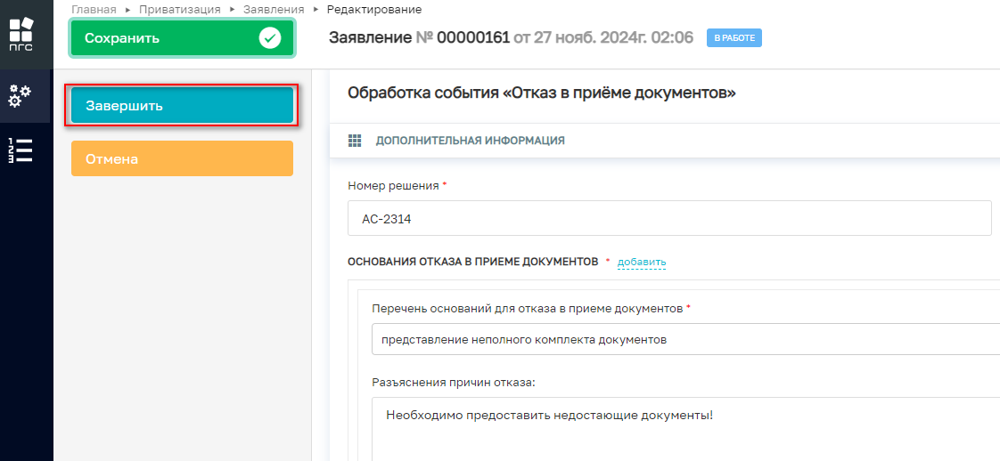 Главная ▸ Приватизация ▸ Заявления ▸ Редактирование
Сохранить
Заявление № 00000161 от 27 нояб. 2024г. 02:06
В РАБОТЕ
пгс
Завершить
Отмена
Обработка события «Отказ в приёме документов»
ДОПОЛНИТЕЛЬНАЯ ИНФОРМАЦИЯ
Номер решения *
АС-2314
ОСНОВАНИЯ ОТКАЗА В ПРИЕМЕ ДОКУМЕНТОВ * добавить
Перечень оснований для отказа в приеме документов *
представление неполного комплекта документов
Разъяснения причин отказа:
Необходимо предоставить недостающие документы!